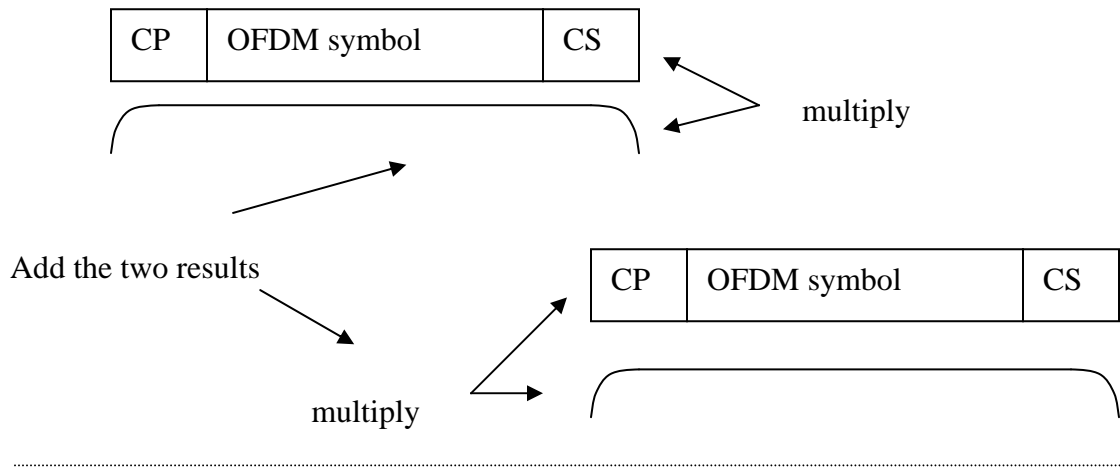 CP OFDM symbol CS
multiply
Add the two results
CP OFDM symbol CS
multiply